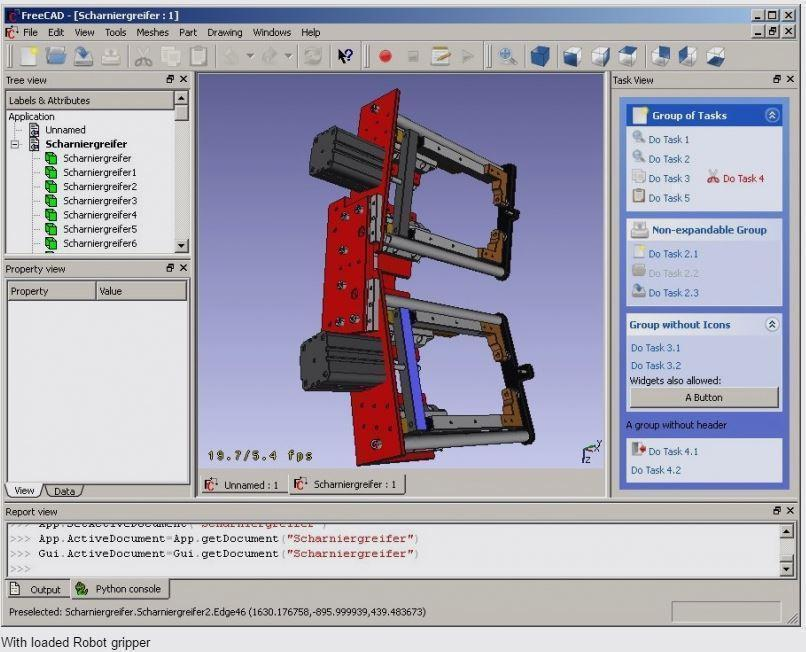 FreeCAD - [Scharniergreifer : 1]
File Edit View Tools Meshes Part Drawing Windows Help
Tree view
Labels & Attributes
Application
Unnamed
Scharniergreifer
Scharniergreifer
Scharniergreifer1
Scharniergreifer2
Scharniergreifer3
Scharniergreifer4
Scharniergreifer5
Scharniergreifer6
Property view
Property Value
View Data
19.7/5.4 fps
Y
X
Z
Unnamed : 1 Scharniergreifer : 1
Task View
Group of Tasks
Do Task 1
Do Task 2
Do Task 3 Do Task 4
Do Task 5
Non-expandable Group
Do Task 2.1
Do Task 2.2
Do Task 2.3
Group without Icons
Do Task 3.1
Do Task 3.2
Widgets also allowed:
A Button
A group without header
Do Task 4.1
Do Task 4.2
Report view
>>> App.SetActiveDocument("Scharniergreifer")
>>> App.ActiveDocument=App.getDocument("Scharniergreifer")
>>> Gui.ActiveDocument=Gui.getDocument("Scharniergreifer")
>>>
Output Python console
Preselected: Scharniergreifer.Scharniergreifer2.Edge46 (1630.176758,-895.999939,439.483673)
With loaded Robot gripper